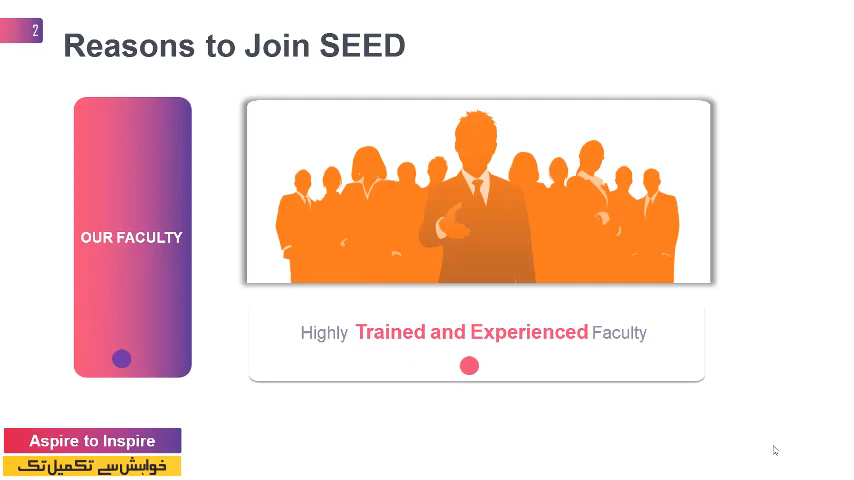 2
Reasons to Join SEED
OUR FACULTY
Highly Trained and Experienced Faculty
Aspire to Inspire
خواہش سے تکمیل تک